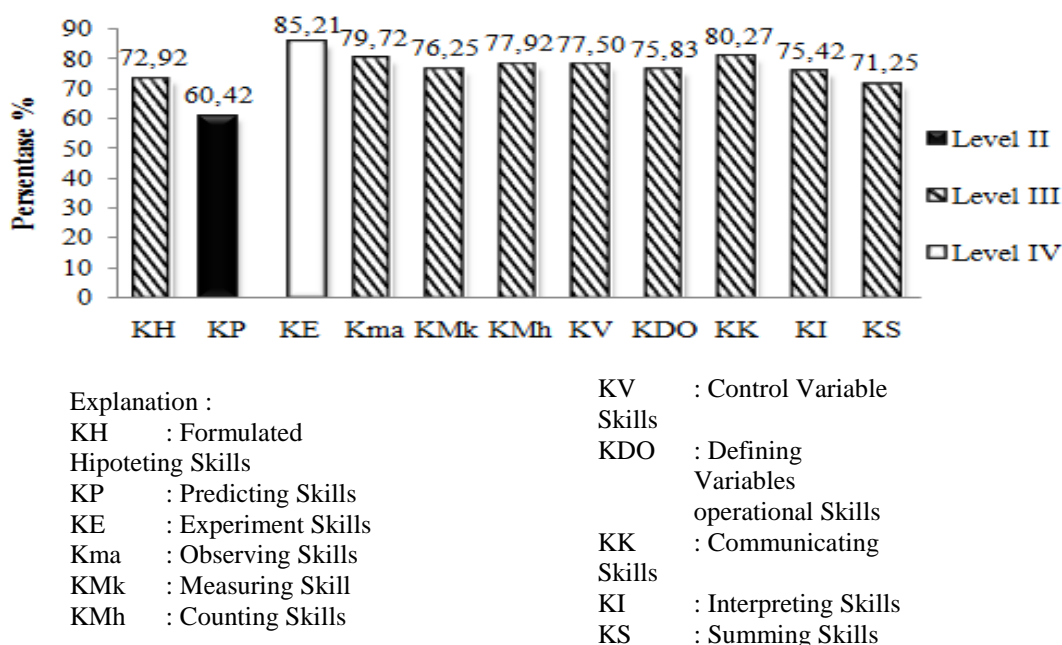 Persentase %
90
80
70
60
50
40
30
20
10
0
72,92
60,42
85,21
79,72
76,25
77,92
77,50
75,83
80,27
75,42
71,25
KH KP KE Kma KMk KMh KV KDO KK KI KS
Level II
Level III
Level IV
Explanation :
KH : Formulated
Hipoteting Skills
KP : Predicting Skills
KE : Experiment Skills
Kma : Observing Skills
KMk : Measuring Skill
KMh : Counting Skills
KV : Control Variable
Skills
KDO : Defining
Variables
operational Skills
KK : Communicating
Skills
KI : Interpreting Skills
KS : Summing Skills